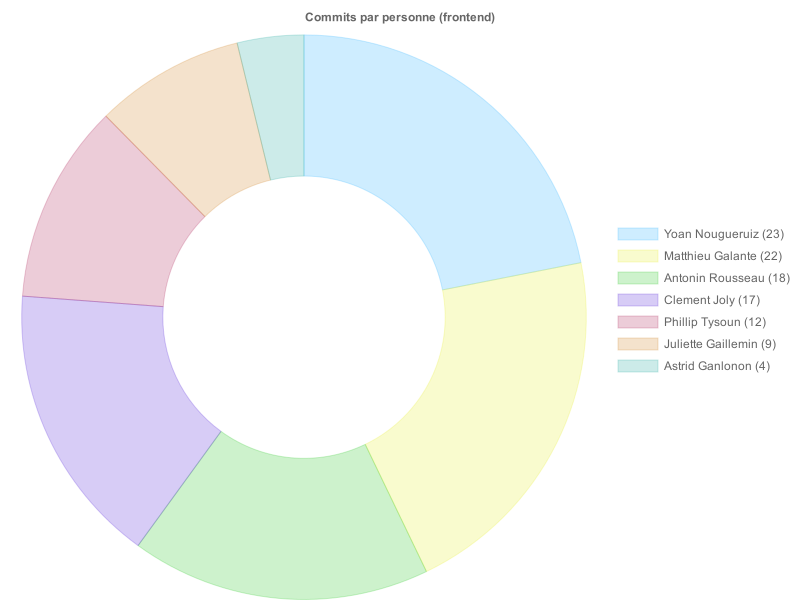 Commits par personne (frontend)
Yoan Nougueruiz (23)
Matthieu Galante (22)
Antonin Rousseau (18)
Clement Joly (17)
Phillip Tysoun (12)
Juliette Gaillemin (9)
Astrid Ganlonon (4)